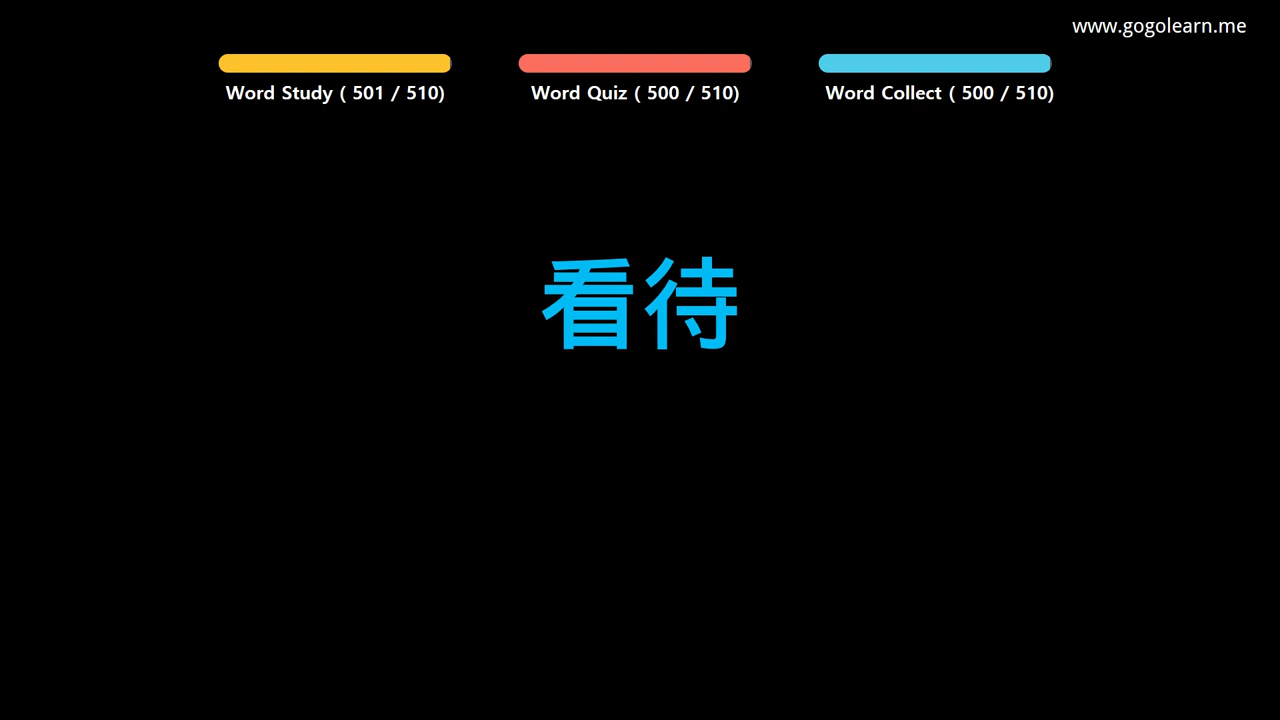 www.gogolearn.me
Word Study ( 501 / 510)
Word Quiz ( 500 / 510)
Word Collect ( 500 / 510)
看待